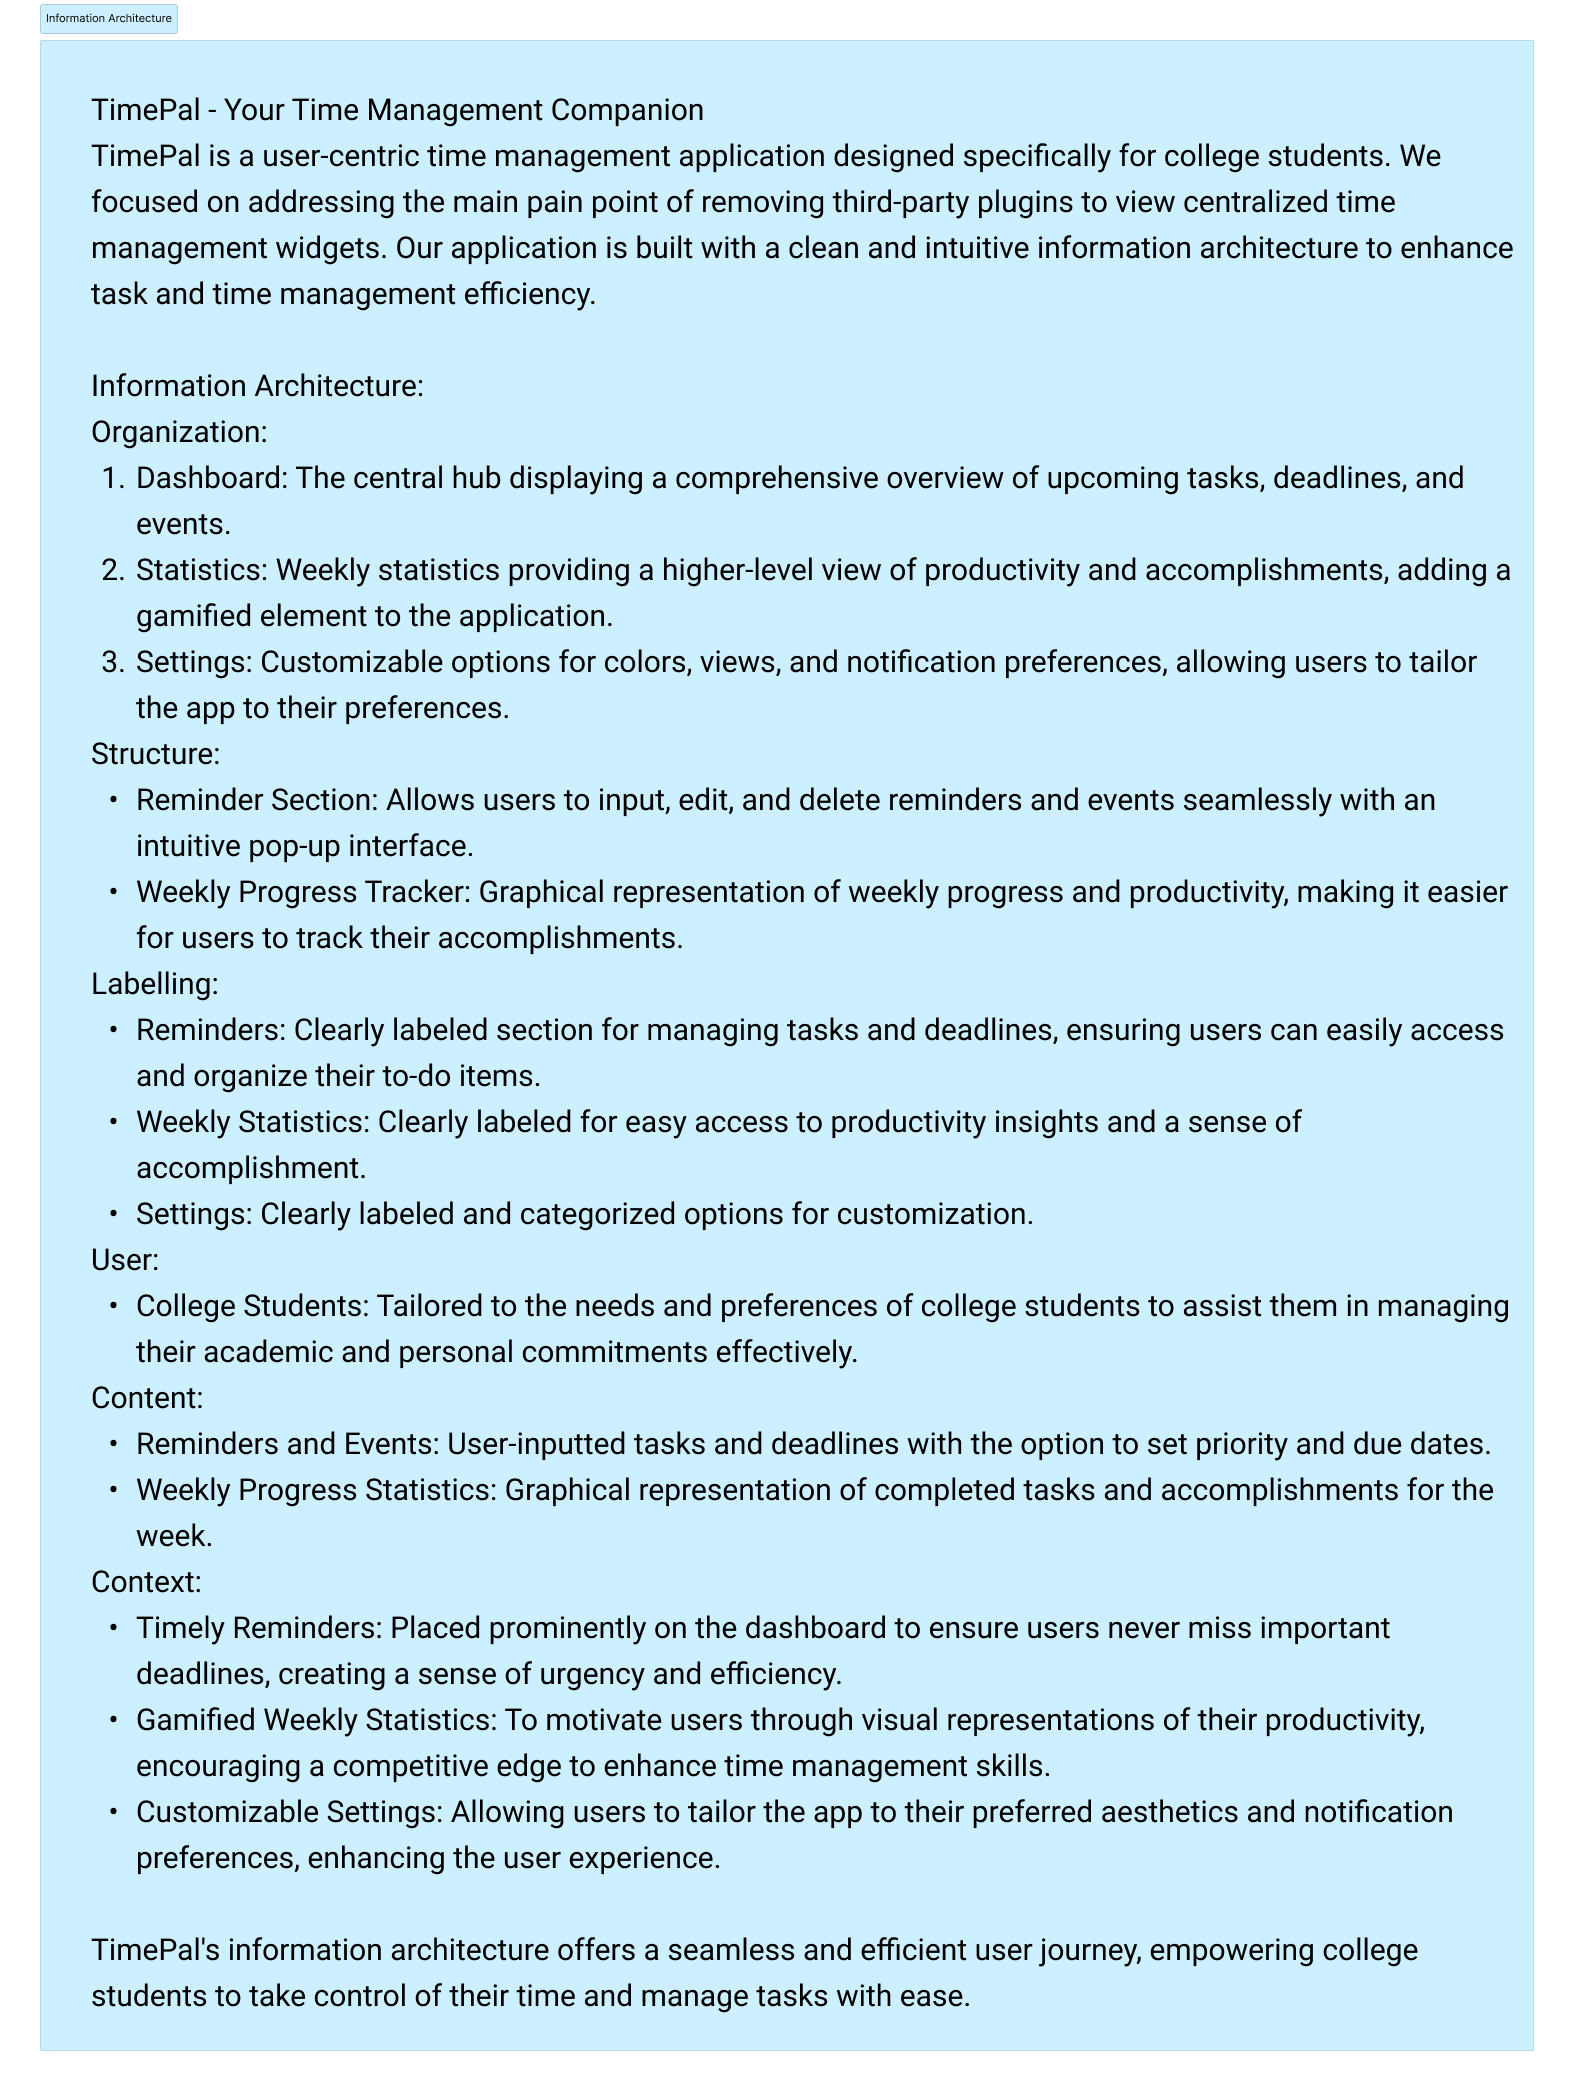 Information Architecture
TimePal - Your Time Management Companion
TimePal is a user-centric time management application designed specifically for college students. We
focused on addressing the main pain point of removing third-party plugins to view centralized time
management widgets. Our application is built with a clean and intuitive information architecture to enhance
task and time management efficiency.
Information Architecture:
Organization:
1. Dashboard: The central hub displaying a comprehensive overview of upcoming tasks, deadlines, and
events.
2. Statistics: Weekly statistics providing a higher-level view of productivity and accomplishments, adding a
gamified element to the application.
3. Settings: Customizable options for colors, views, and notification preferences, allowing users to tailor
the app to their preferences.
Structure:
• Reminder Section: Allows users to input, edit, and delete reminders and events seamlessly with an
intuitive pop-up interface.
• Weekly Progress Tracker: Graphical representation of weekly progress and productivity, making it easier
for users to track their accomplishments.
Labelling:
• Reminders: Clearly labeled section for managing tasks and deadlines, ensuring users can easily access
and organize their to-do items.
• Weekly Statistics: Clearly labeled for easy access to productivity insights and a sense of
accomplishment.
• Settings: Clearly labeled and categorized options for customization.
User:
• College Students: Tailored to the needs and preferences of college students to assist them in managing
their academic and personal commitments effectively.
Content:
• Reminders and Events: User-inputted tasks and deadlines with the option to set priority and due dates.
• Weekly Progress Statistics: Graphical representation of completed tasks and accomplishments for the
week.
Context:
• Timely Reminders: Placed prominently on the dashboard to ensure users never miss important
deadlines, creating a sense of urgency and efficiency.
• Gamified Weekly Statistics: To motivate users through visual representations of their productivity,
encouraging a competitive edge to enhance time management skills.
• Customizable Settings: Allowing users to tailor the app to their preferred aesthetics and notification
preferences, enhancing the user experience.
TimePal's information architecture offers a seamless and efficient user journey, empowering college
students to take control of their time and manage tasks with ease.